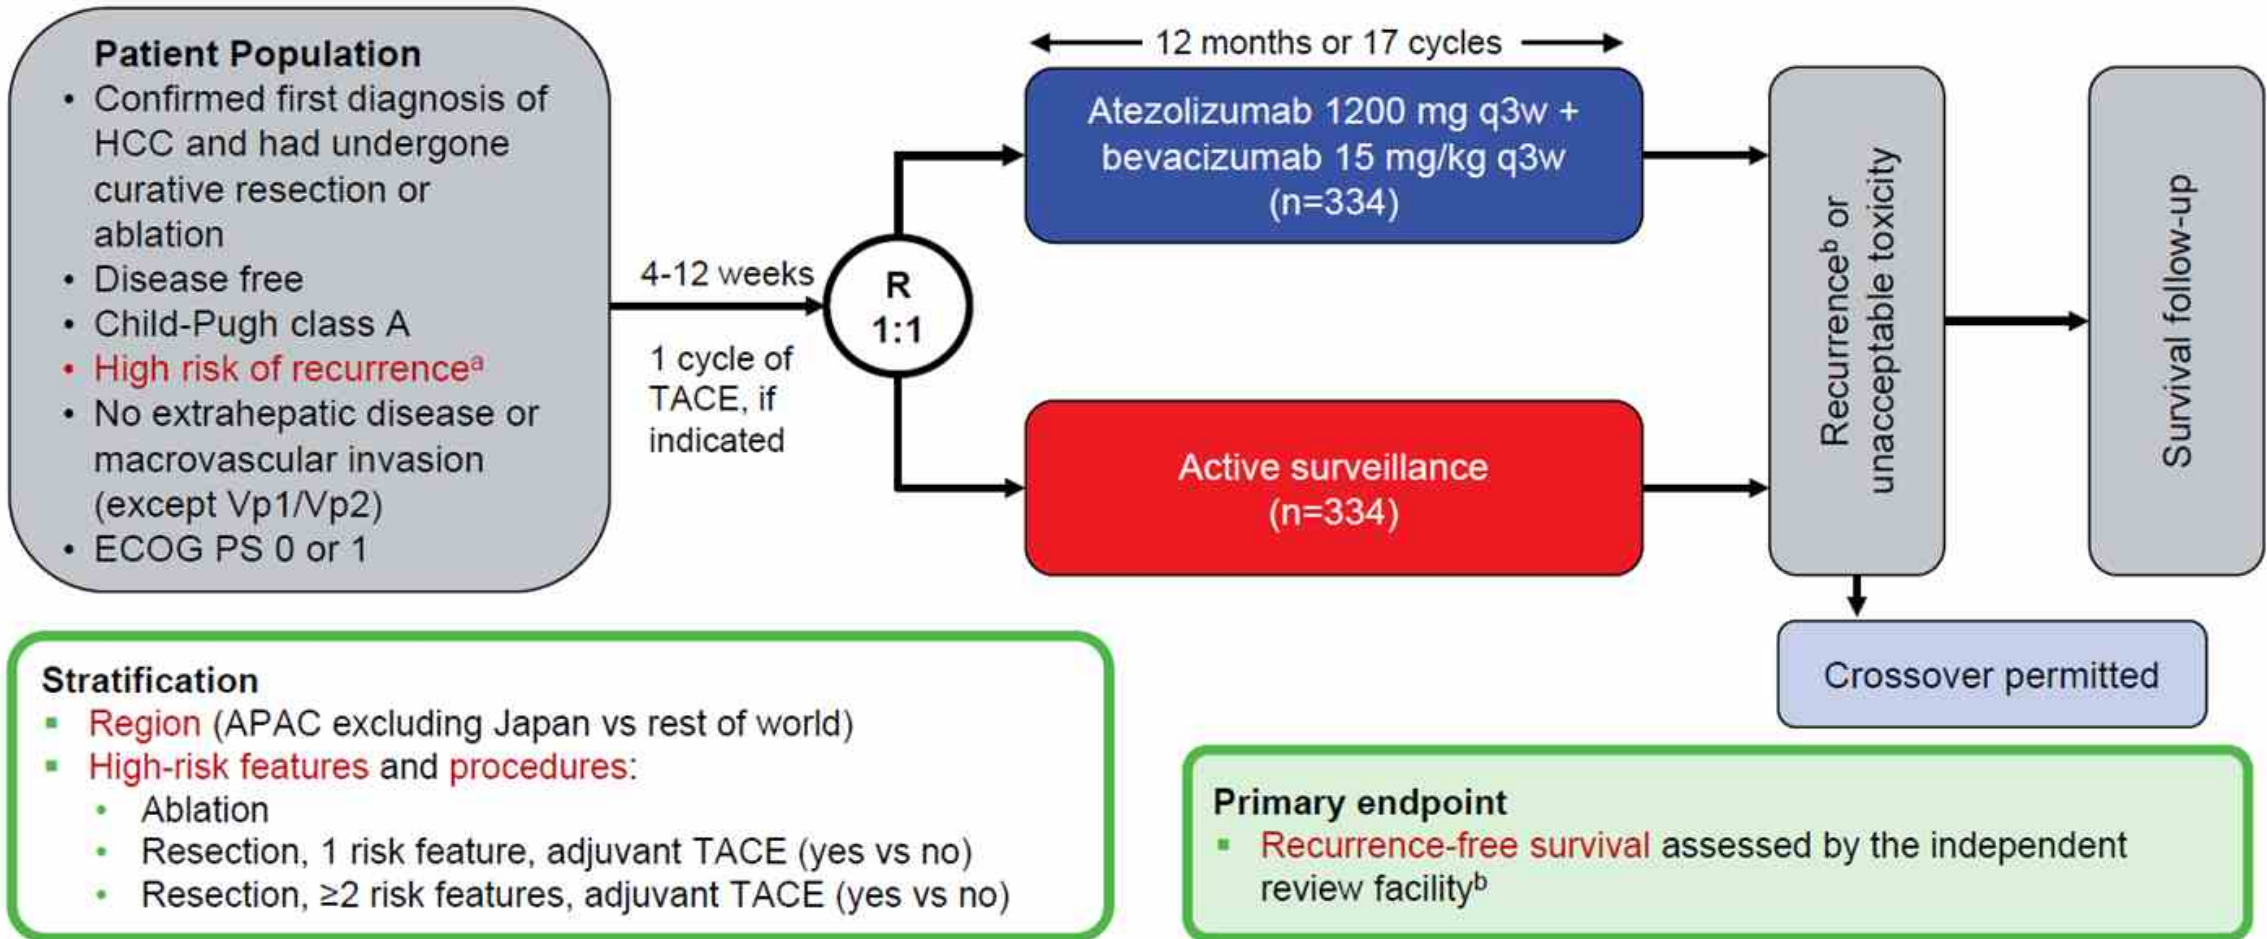 Patient Population
• Confirmed first diagnosis of
HCC and had undergone
curative resection or
ablation
• Disease free
• Child-Pugh class A
• High risk of recurrenceᵃ
• No extrahepatic disease or
macrovascular invasion
(except Vp1/Vp2)
• ECOG PS 0 or 1
4-12 weeks
1 cycle of
TACE, if
indicated
R
1:1
12 months or 17 cycles
Atezolizumab 1200 mg q3w +
bevacizumab 15 mg/kg q3w
(n=334)
Active surveillance
(n=334)
Recurrenceᵇ or
unacceptable toxicity
Survival follow-up
Crossover permitted
Stratification
▪ Region (APAC excluding Japan vs rest of world)
▪ High-risk features and procedures:
• Ablation
• Resection, 1 risk feature, adjuvant TACE (yes vs no)
• Resection, ≥2 risk features, adjuvant TACE (yes vs no)
Primary endpoint
▪ Recurrence-free survival assessed by the independent
review facilityᵇ